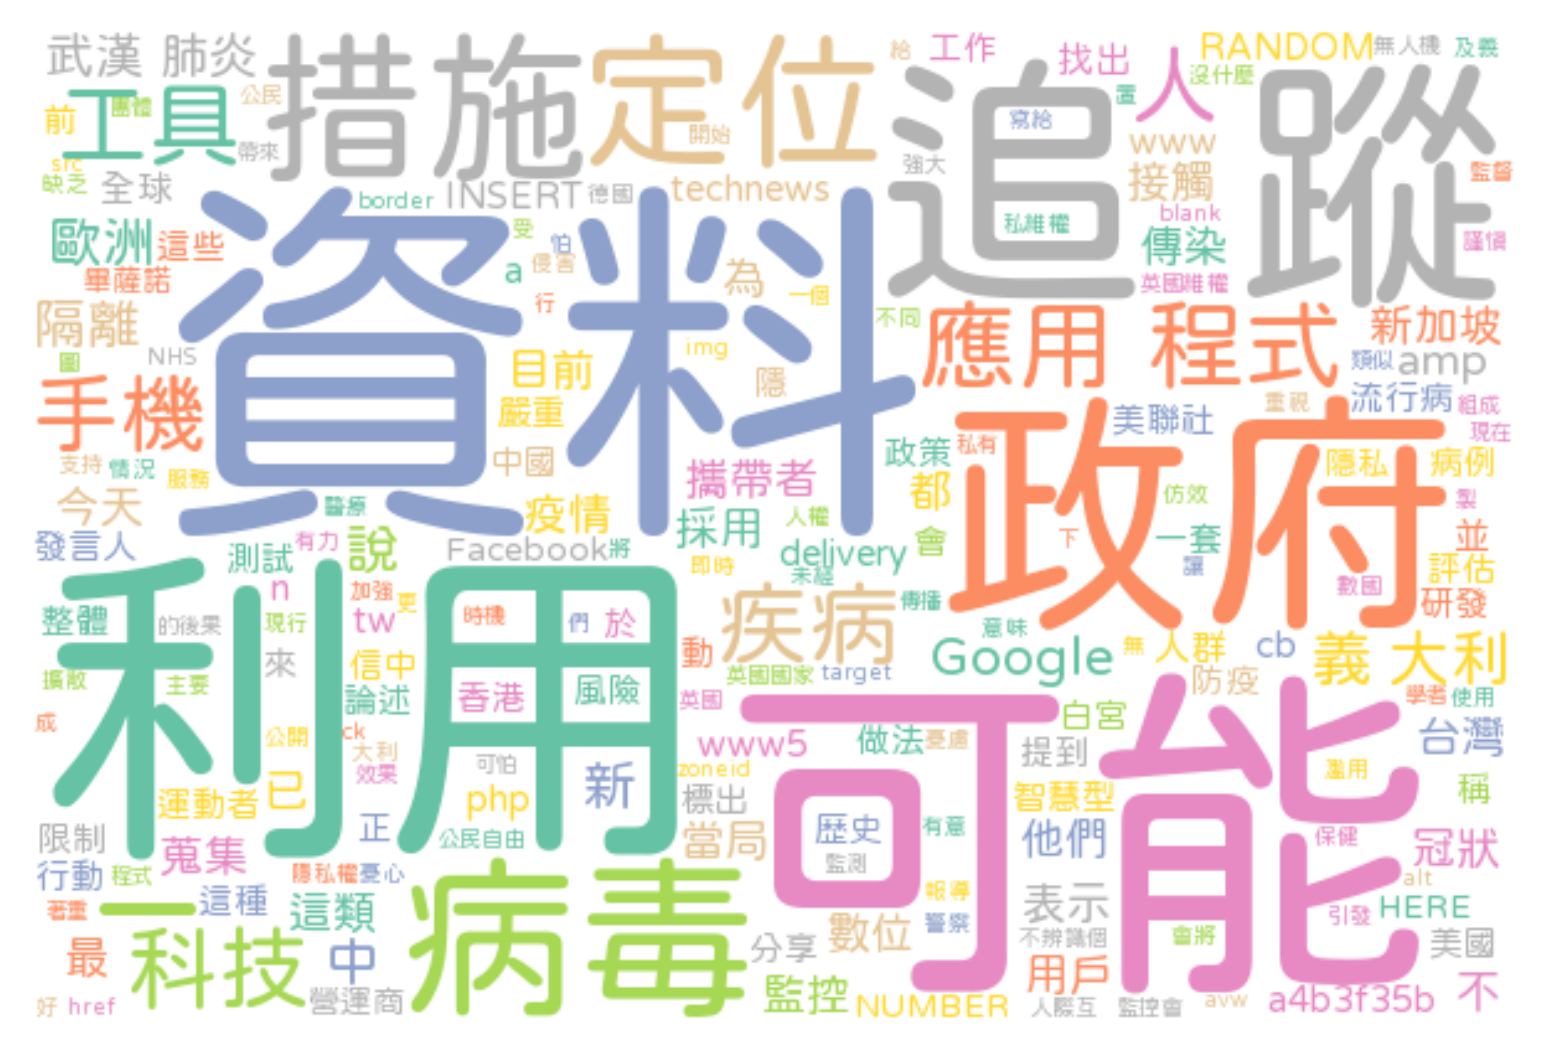 武漢 肺炎
措施
定位
給
工作
找出
人
RANDOM
無人機
及義
沒什麼
置
前
工具
團體
公民
帶來
開始
追蹤
寫給
強大
www
接觸
監督
src
缺乏
全球
border
INSERT
德國
technews
私維權
blank
傳染
謹慎
英國維權
歐洲
這些
畢薩諾
資料
受
怕
a
侵害
行
為
一個
不同
隔離
圖
NHS
目前
img
隱
應用 程式
新加坡
類似
amp
手機
嚴重
中國
政府
美聯社
重視
流行病
組成
現在
支持
情況
服務
攜帶者
政策
私有
隱私
病例
今天
醫療
疫情
採用
人權
都
仿效
製
發言人
測試
有力
說
Facebook
將
即時
delivery
未經
會
下
一套
讓
並
數國
評估
研發
利用
n
加強
更
tw
時機
們
於
疾病
傳播
意味
整體
的後果
現行
擴散
主要
來
信中
動
英國國家
target
Google
無
人群
cb
義 大利
防疫
成
論述
香港
風險
英國
可能
白宮
學者
使用
公開
ck
大利
效果
可怕
www5
做法
憂慮
提到
台灣
運動者
已
php
新
zoneid
標出
智慧型
濫用
稱
限制
蒐集
正
公民自由
當局
歷史
監測
有意
他們
保健
冠狀
行動
程式
隱私權
憂心
病毒
報導
表示
alt
著重
一
這種
這類
數位
警察
不辨識個
會將
引發
HERE
最
科技
中
分享
用戶
美國
好
href
營運商
監控
NUMBER
人際互
監控會
avw
a4b3f35b
不